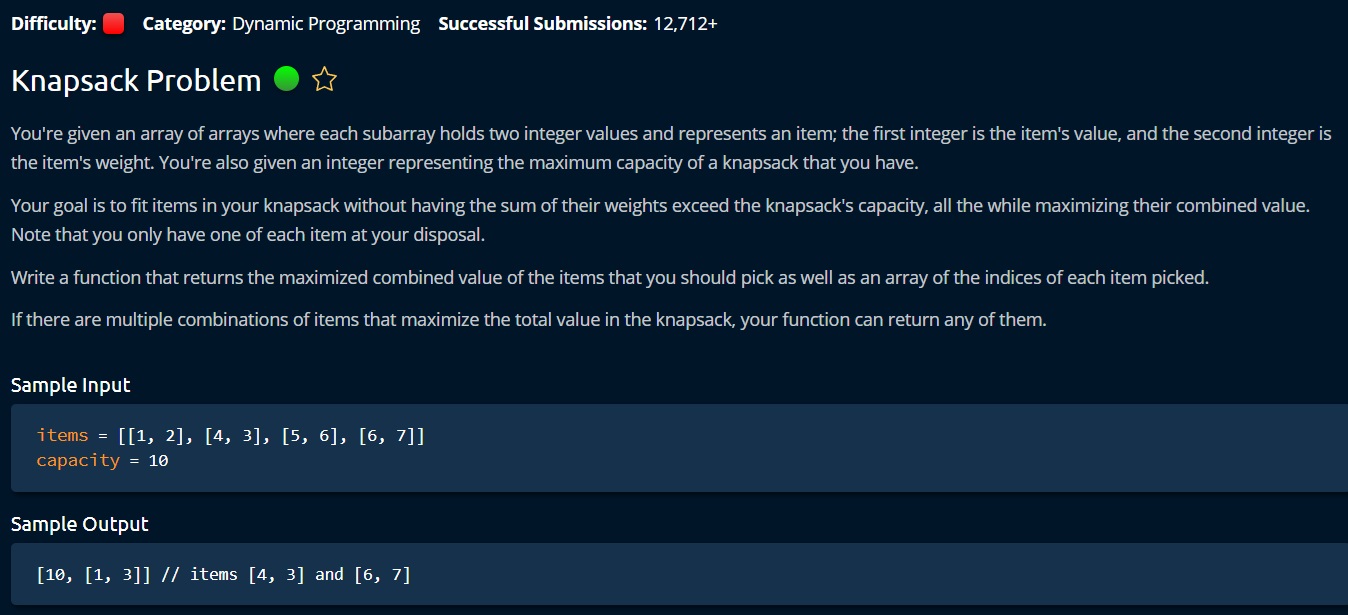 Difficulty: Category: Dynamic Programming Successful Submissions: 12,712+
Knapsack Problem
You're given an array of arrays where each subarray holds two integer values and represents an item; the first integer is the item's value, and the second integer is
the item's weight. You're also given an integer representing the maximum capacity of a knapsack that you have.
Your goal is to fit items in your knapsack without having the sum of their weights exceed the knapsack's capacity, all the while maximizing their combined value.
Note that you only have one of each item at your disposal.
Write a function that returns the maximized combined value of the items that you should pick as well as an array of the indices of each item picked.
If there are multiple combinations of items that maximize the total value in the knapsack, your function can return any of them.
Sample Input
items = [[1, 2], [4, 3], [5, 6], [6, 7]]
capacity = 10
Sample Output
[10, [1, 3]] // items [4, 3] and [6, 7]